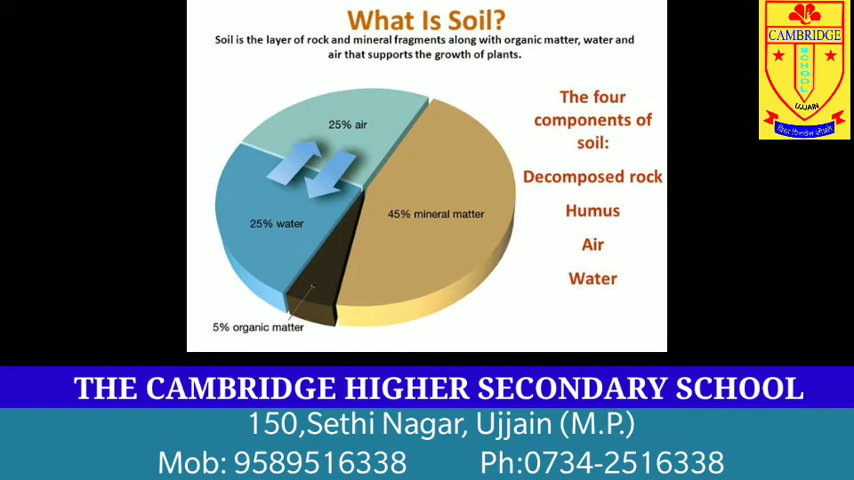 What Is Soil?
Soil is the layer of rock and mineral fragments along with organic matter, water and
air that supports the growth of plants.
CAMBRIDGE
SCHOOL
UJJAIN
25% air
25% water
45% mineral matter
5% organic matter
The four
components of
soil:
Decomposed rock
Humus
Air
Water
THE CAMBRIDGE HIGHER SECONDARY SCHOOL
150,Sethi Nagar, Ujjain (M.P.)
Mob: 9589516338 Ph:0734-2516338